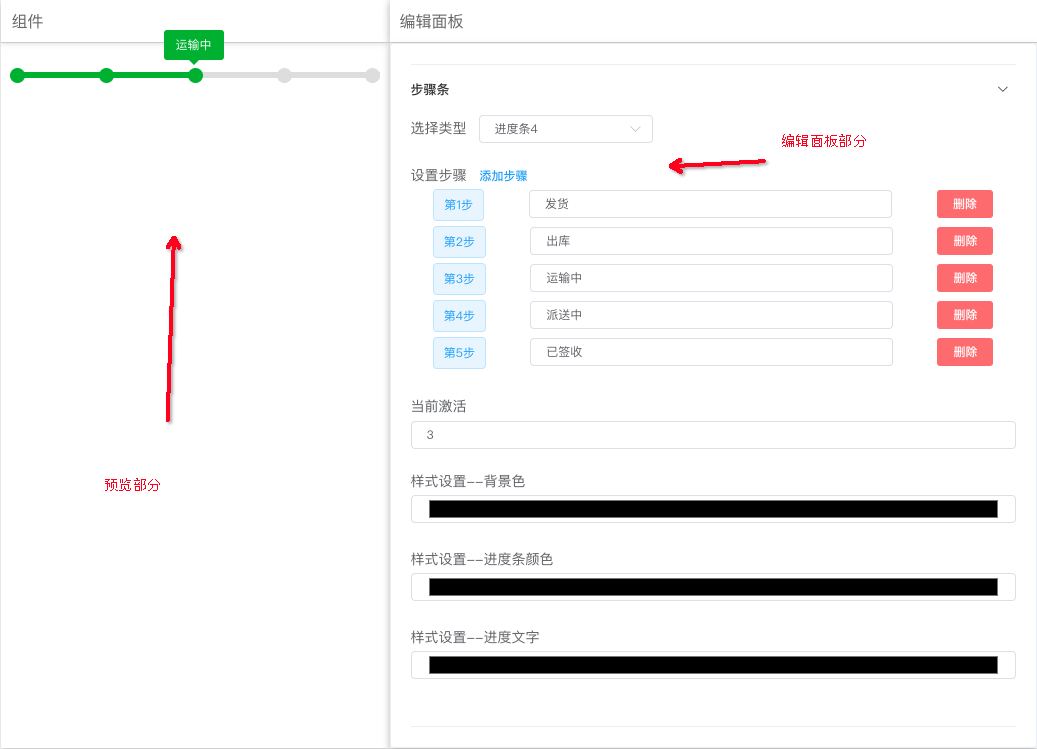 组件
运输中
预览部分
编辑面板
步骤条
选择类型 进度条4
编辑面板部分
设置步骤 添加步骤
第1步 发货 删除
第2步 出库 删除
第3步 运输中 删除
第4步 派送中 删除
第5步 已签收 删除
当前激活
3
样式设置--背景色
样式设置--进度条颜色
样式设置--进度文字